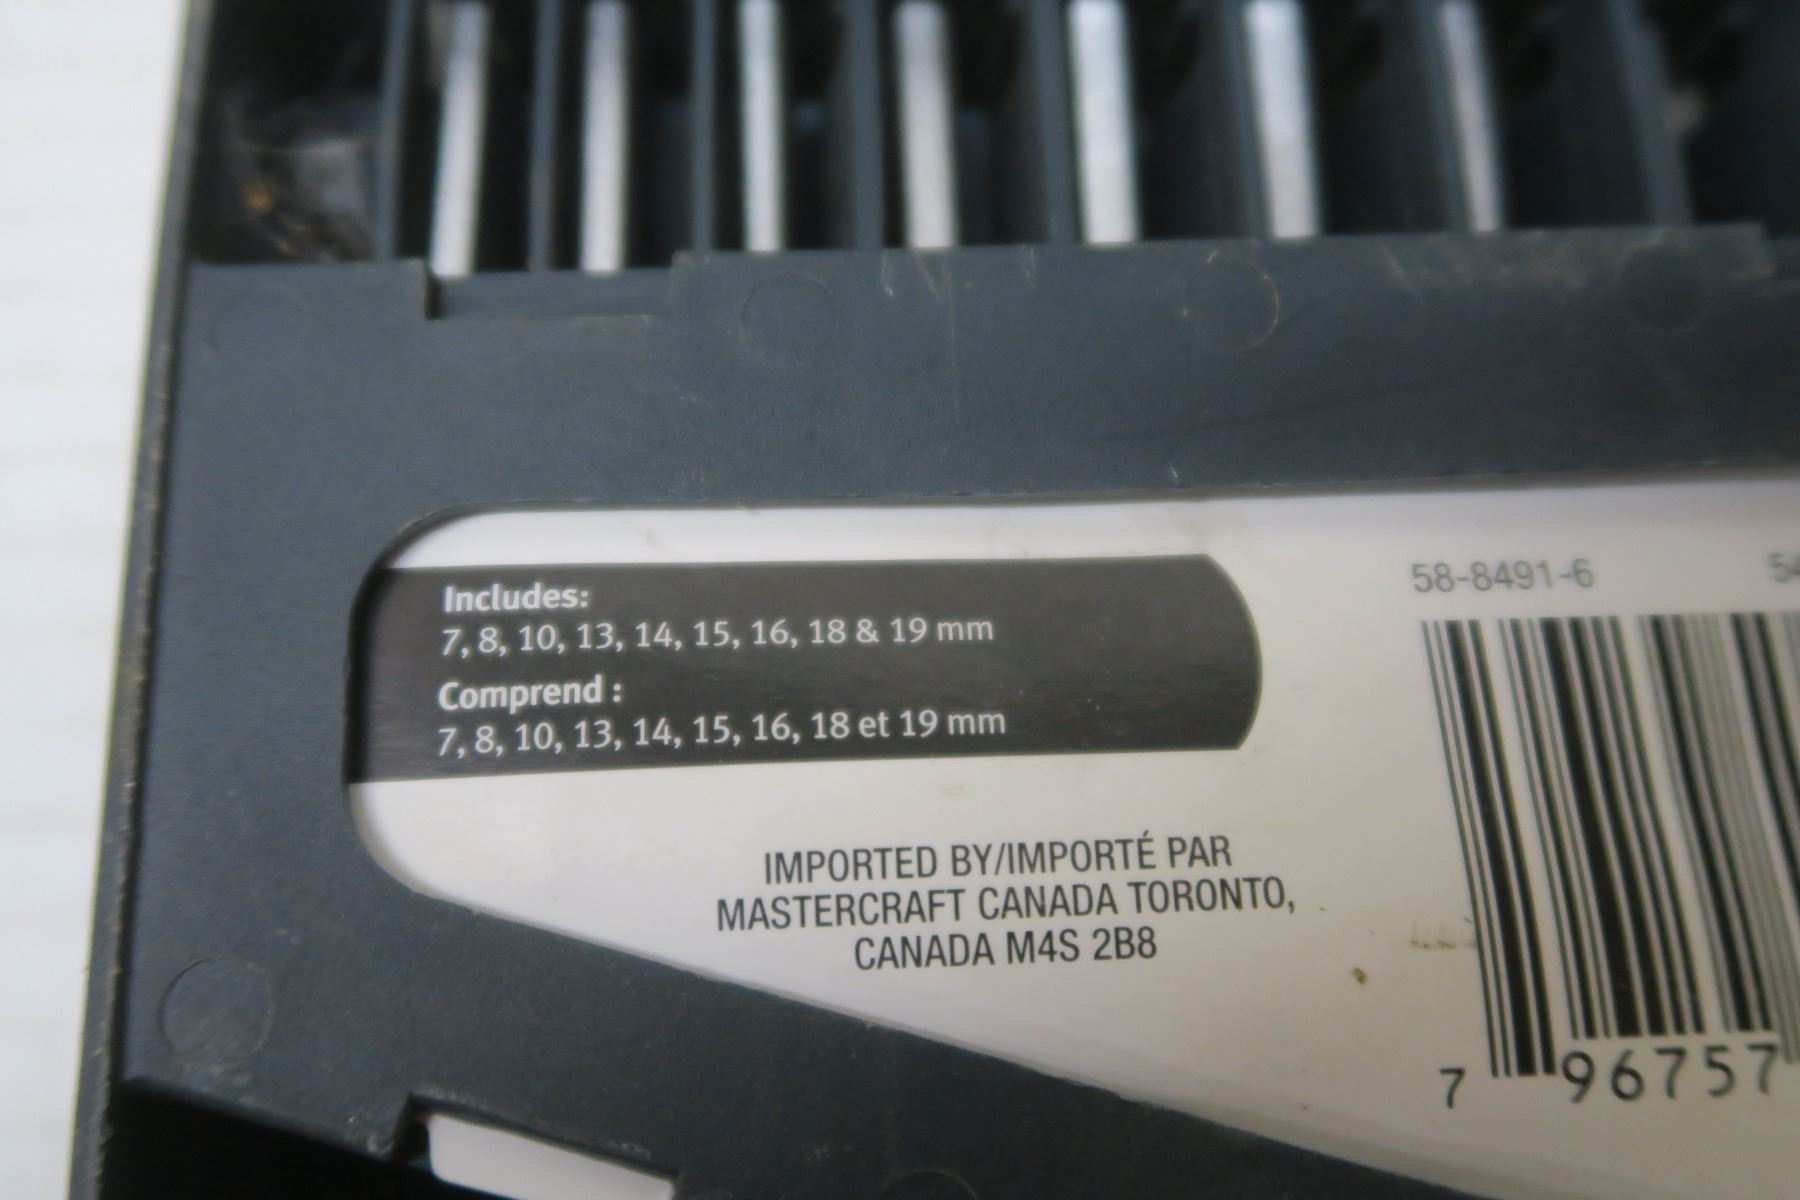 Includes:
7, 8, 10, 13, 14, 15, 16, 18 & 19 mm
Comprend :
7, 8, 10, 13, 14, 15, 16, 18 et 19 mm
IMPORTED BY/IMPORTÉ PAR
MASTERCRAFT CANADA TORONTO,
CANADA M4S 2B8
58-8491-6 54
7 96757